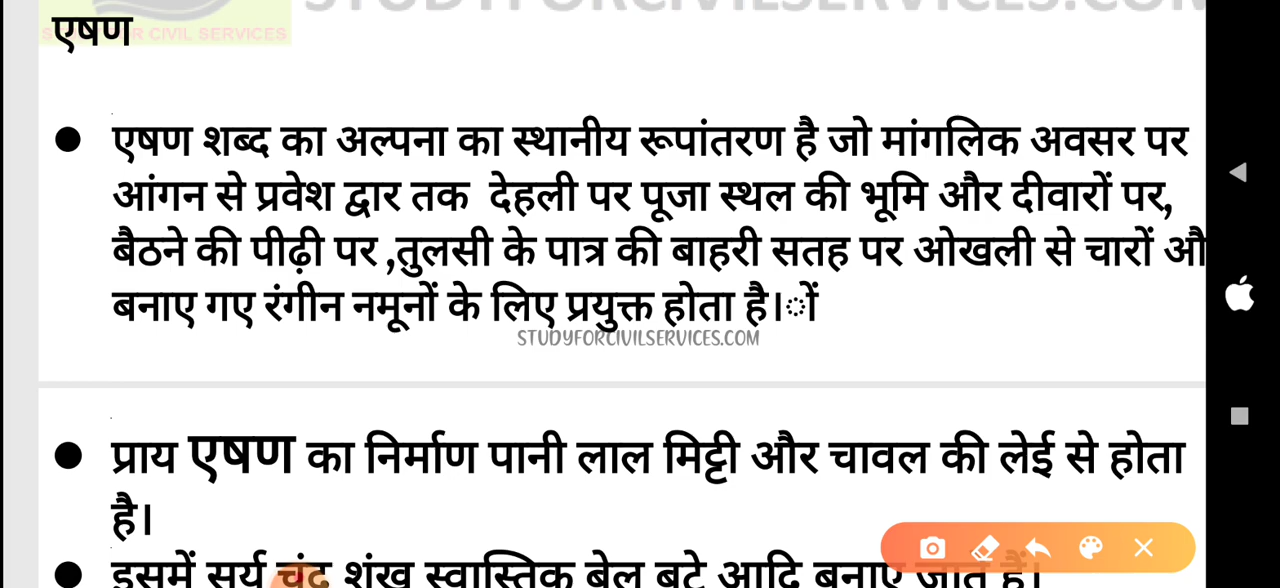 STUDYFORCIVILSERVICES.COM
एषण
R CIVIL SERVICES
एषण शब्द का अल्पना का स्थानीय रूपांतरण है जो मांगलिक अवसर पर
आंगन से प्रवेश द्वार तक देहली पर पूजा स्थल की भूमि और दीवारों पर,
बैठने की पीढ़ी पर ,तुलसी के पात्र की बाहरी सतह पर ओखली से चारों औ
बनाए गए रंगीन नमूनों के लिए प्रयुक्त होता है।ों
STUDYFORCIVILSERVICES.COM
प्राय एषण का निर्माण पानी लाल मिट्टी और चावल की लेई से होता
है।
इसमें सूर्य चंद्र शंख स्वास्तिक बेल बूटे आदि बनाए जाते हैं।